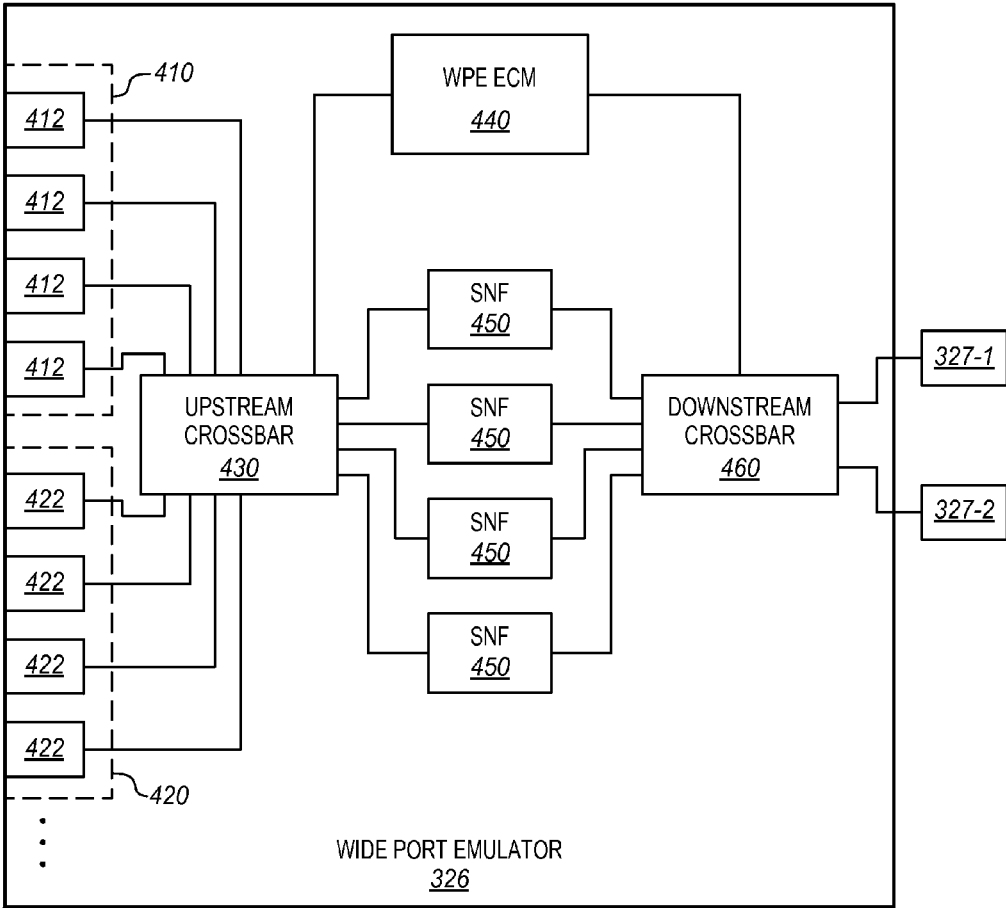 410
412
412
412
412
422
422
422
422
420
UPSTREAM
CROSSBAR
430
WPE ECM
440
SNF
450
SNF
450
SNF
450
SNF
450
DOWNSTREAM
CROSSBAR
460
327-1
327-2
WIDE PORT EMULATOR
326